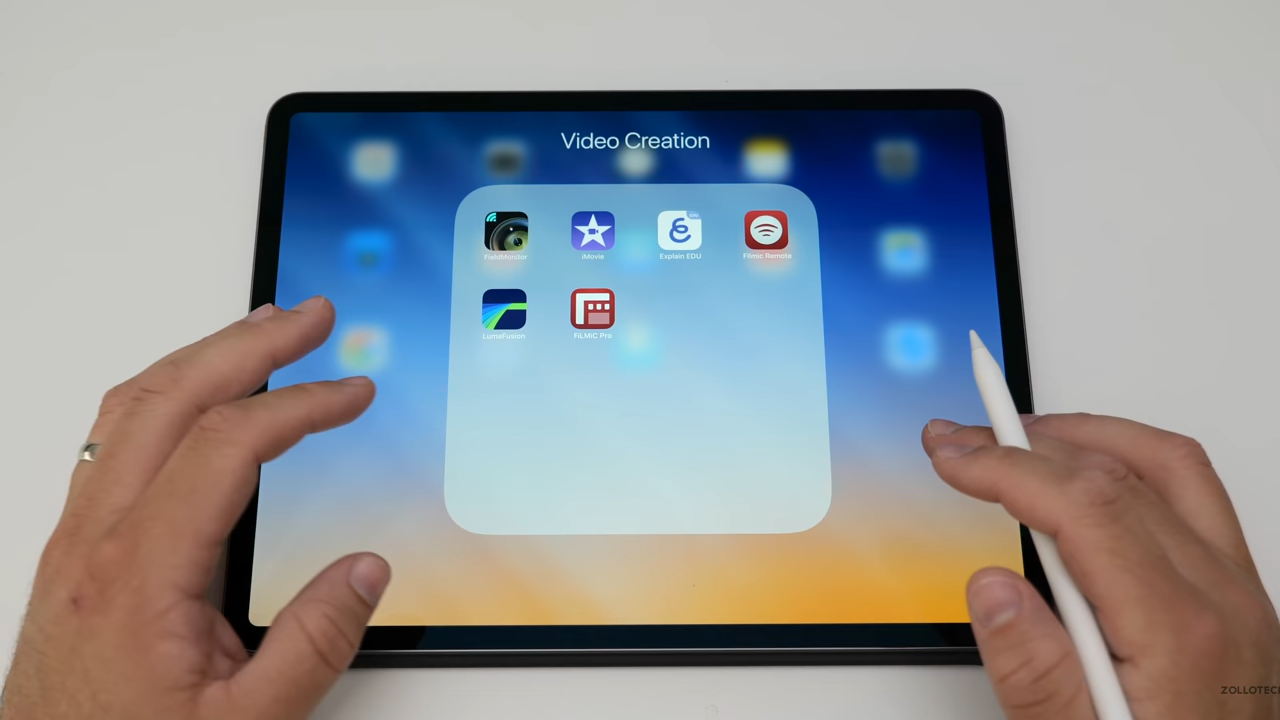 Video Creation
FieldMonitor
iMovie
Explain EDU
Filmic Remote
LumaFusion
FiLMiC Pro
ZOLLOTECH